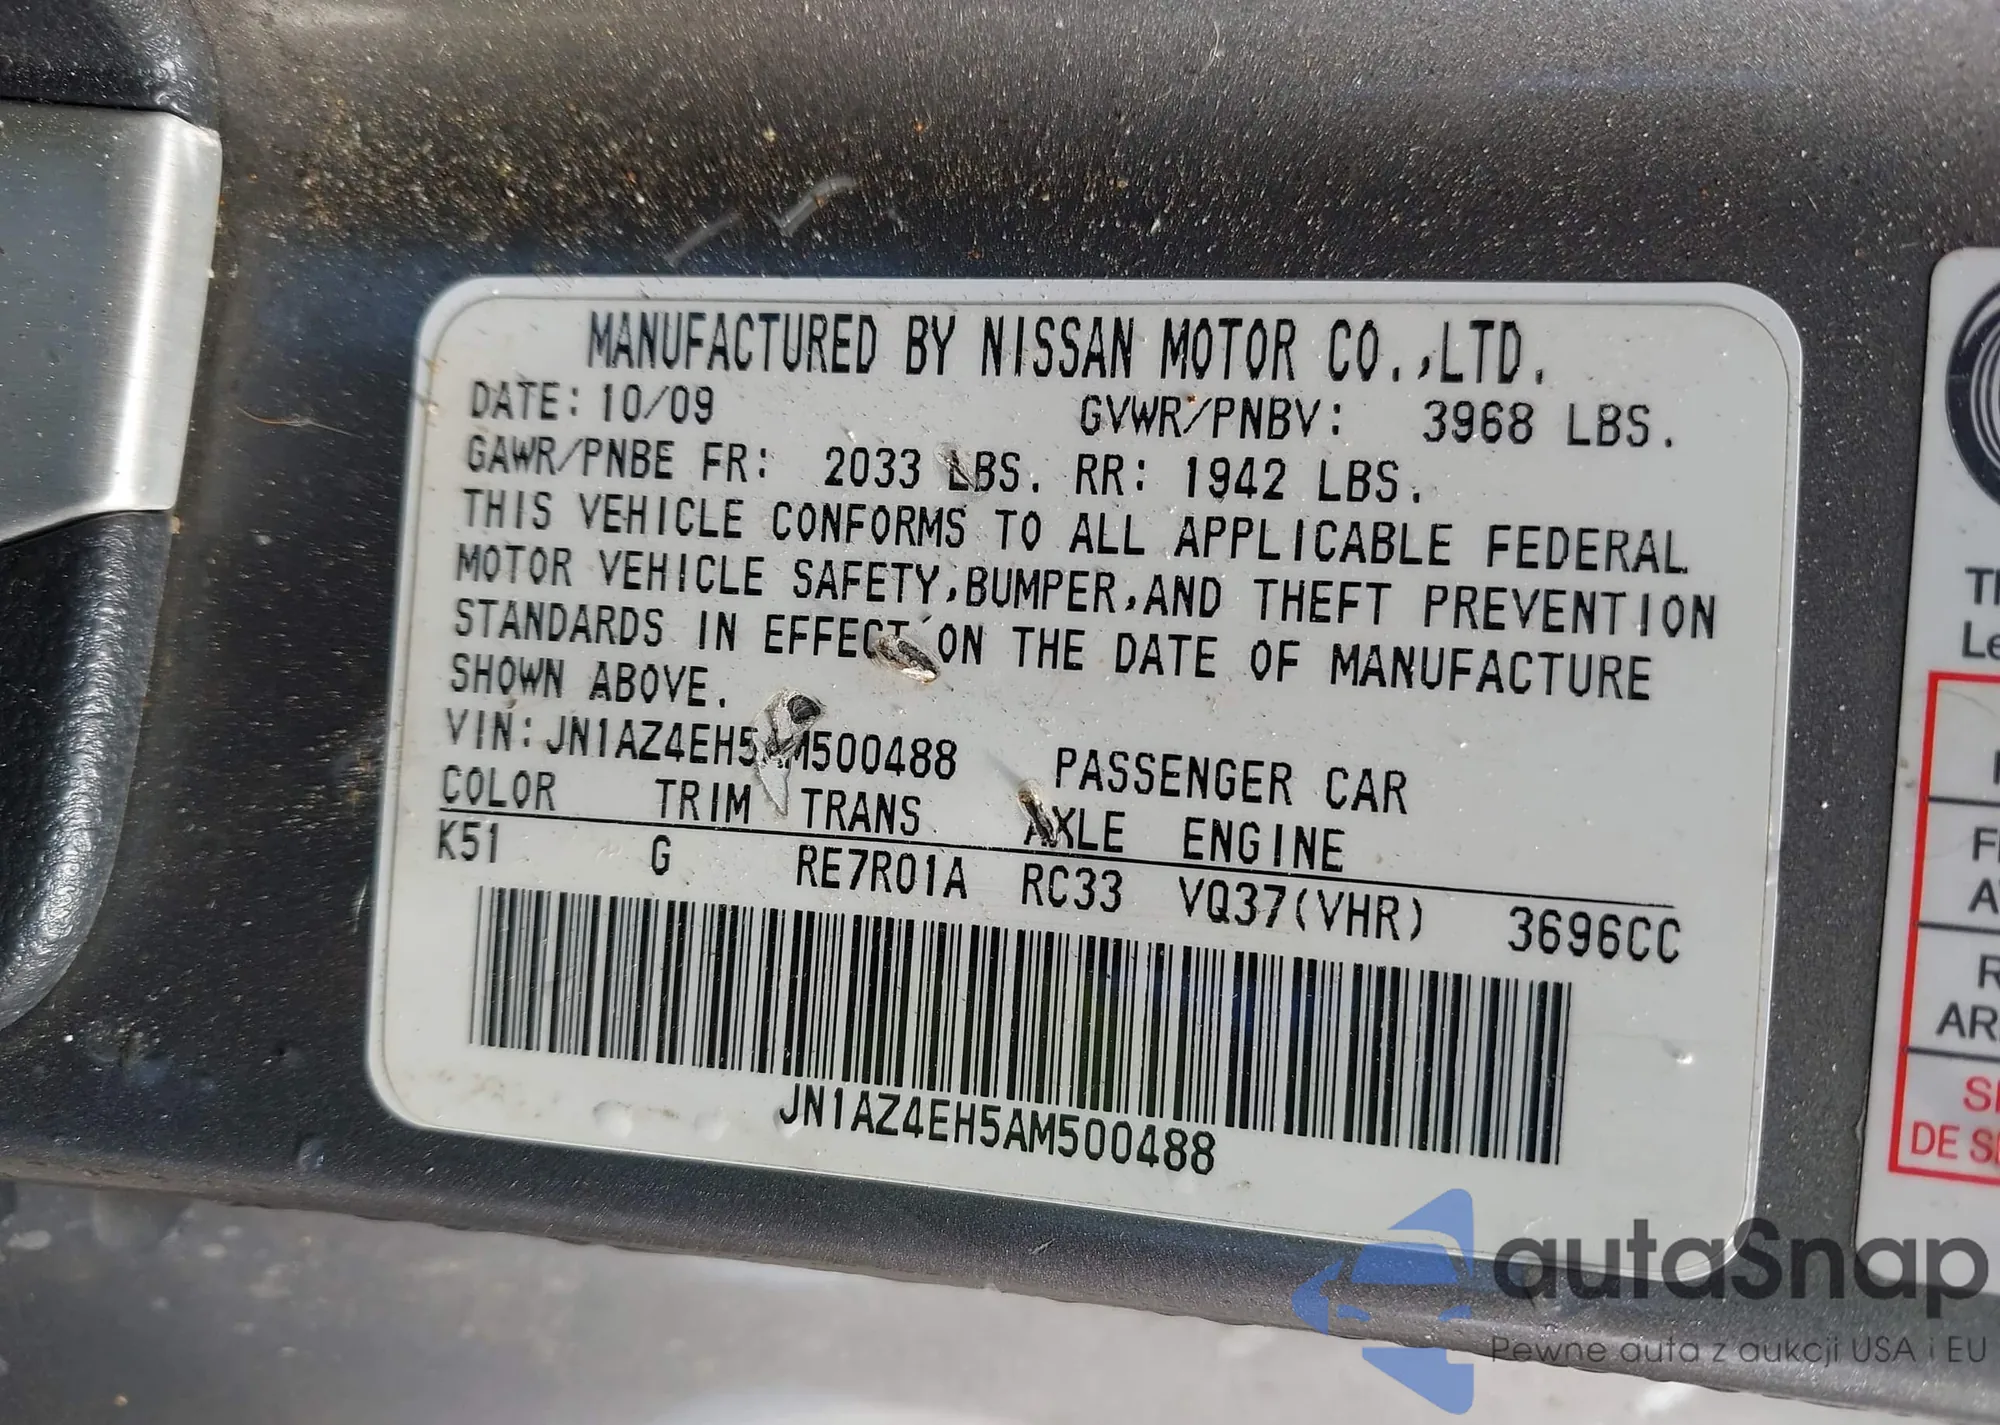 MANUFACTURED BY NISSAN MOTOR CO.,LTD.
DATE: 10/09 GVWR/PNBV: 3968 LBS.
GAWR/PNBE FR: 2033 LBS. RR: 1942 LBS.
THIS VEHICLE CONFORMS TO ALL APPLICABLE FEDERAL
MOTOR VEHICLE SAFETY,BUMPER,AND THEFT PREVENTION
STANDARDS IN EFFECT ON THE DATE OF MANUFACTURE
SHOWN ABOVE.
VIN: JN1AZ4EH5AM500488 PASSENGER CAR
COLOR TRIM TRANS AXLE ENGINE
K51 G RE7R01A RC33 VQ37(VHR) 3696CC
JN1AZ4EH5AM500488
DE
autaSnap
Pewne auta z aukcji USA i EU